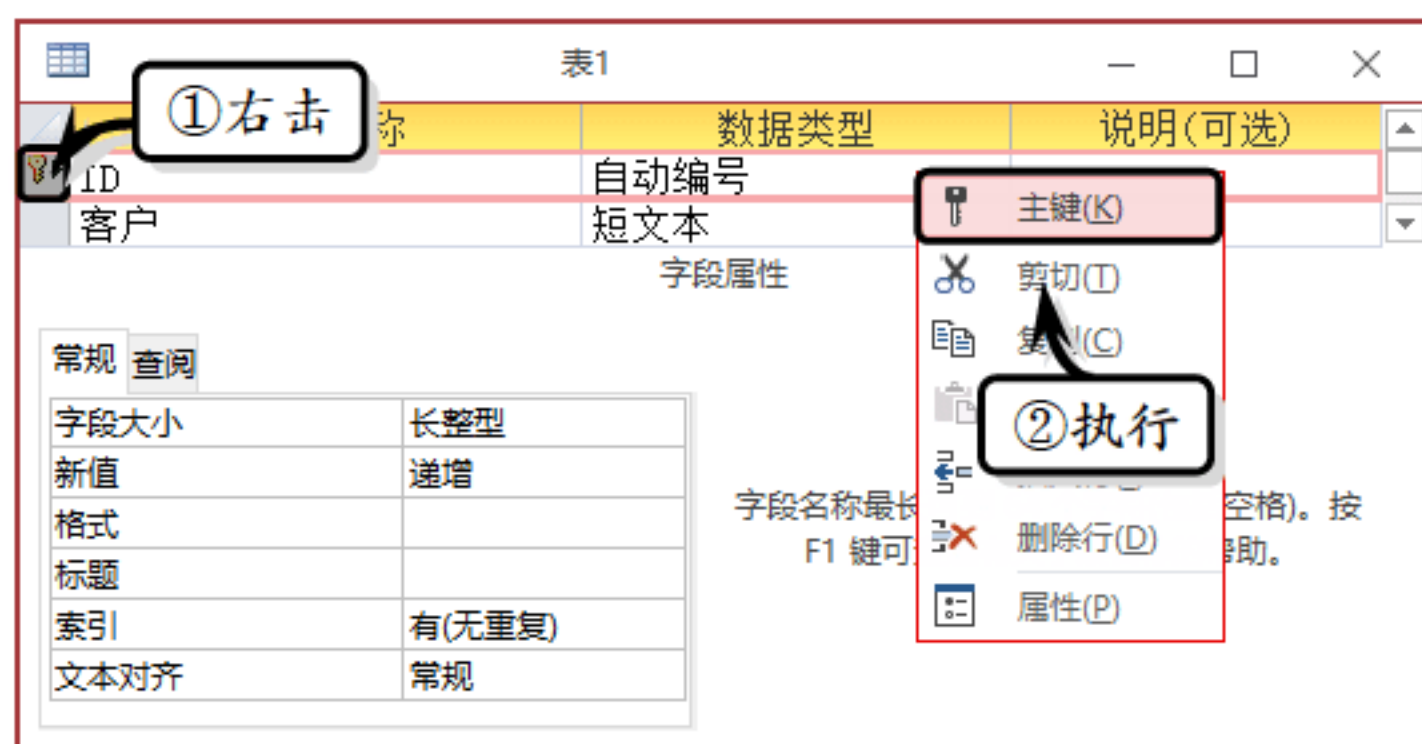 表1
①右击
称 数据类型 说明(可选)
ID 自动编号
客户 短文本
字段属性
主键(K)
剪切(T)
(C)
②执行
删除行(D)
属性(P)
常规 查阅
字段大小 长整型
新值 递增
格式
标题
索引 有(无重复)
文本对齐 常规
字段名称最长 空格)。按
F1 键可 助。